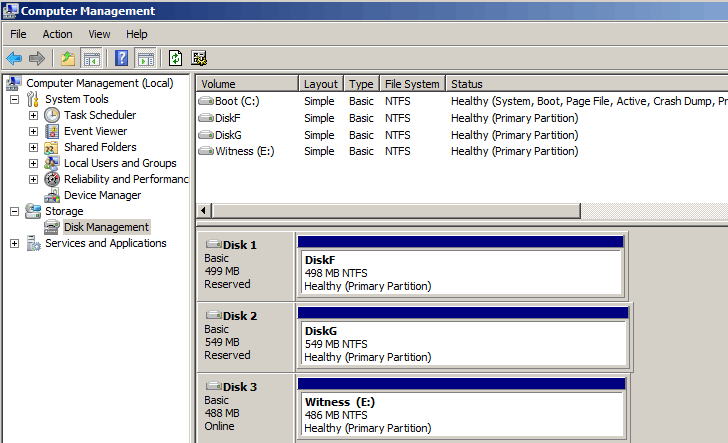 Computer Management
File Action View Help
Computer Management (Local)
System Tools
Task Scheduler
Event Viewer
Shared Folders
Local Users and Groups
Reliability and Performanc
Device Manager
Storage
Disk Management
Services and Applications
Volume Layout Type File System Status
Boot (C:) Simple Basic NTFS Healthy (System, Boot, Page File, Active, Crash Dump, Pr
DiskF Simple Basic NTFS Healthy (Primary Partition)
DiskG Simple Basic NTFS Healthy (Primary Partition)
Witness (E:) Simple Basic NTFS Healthy (Primary Partition)
Disk 1
Basic
499 MB
Reserved
DiskF
498 MB NTFS
Healthy (Primary Partition)
Disk 2
Basic
549 MB
Reserved
DiskG
549 MB NTFS
Healthy (Primary Partition)
Disk 3
Basic
488 MB
Online
Witness (E:)
486 MB NTFS
Healthy (Primary Partition)